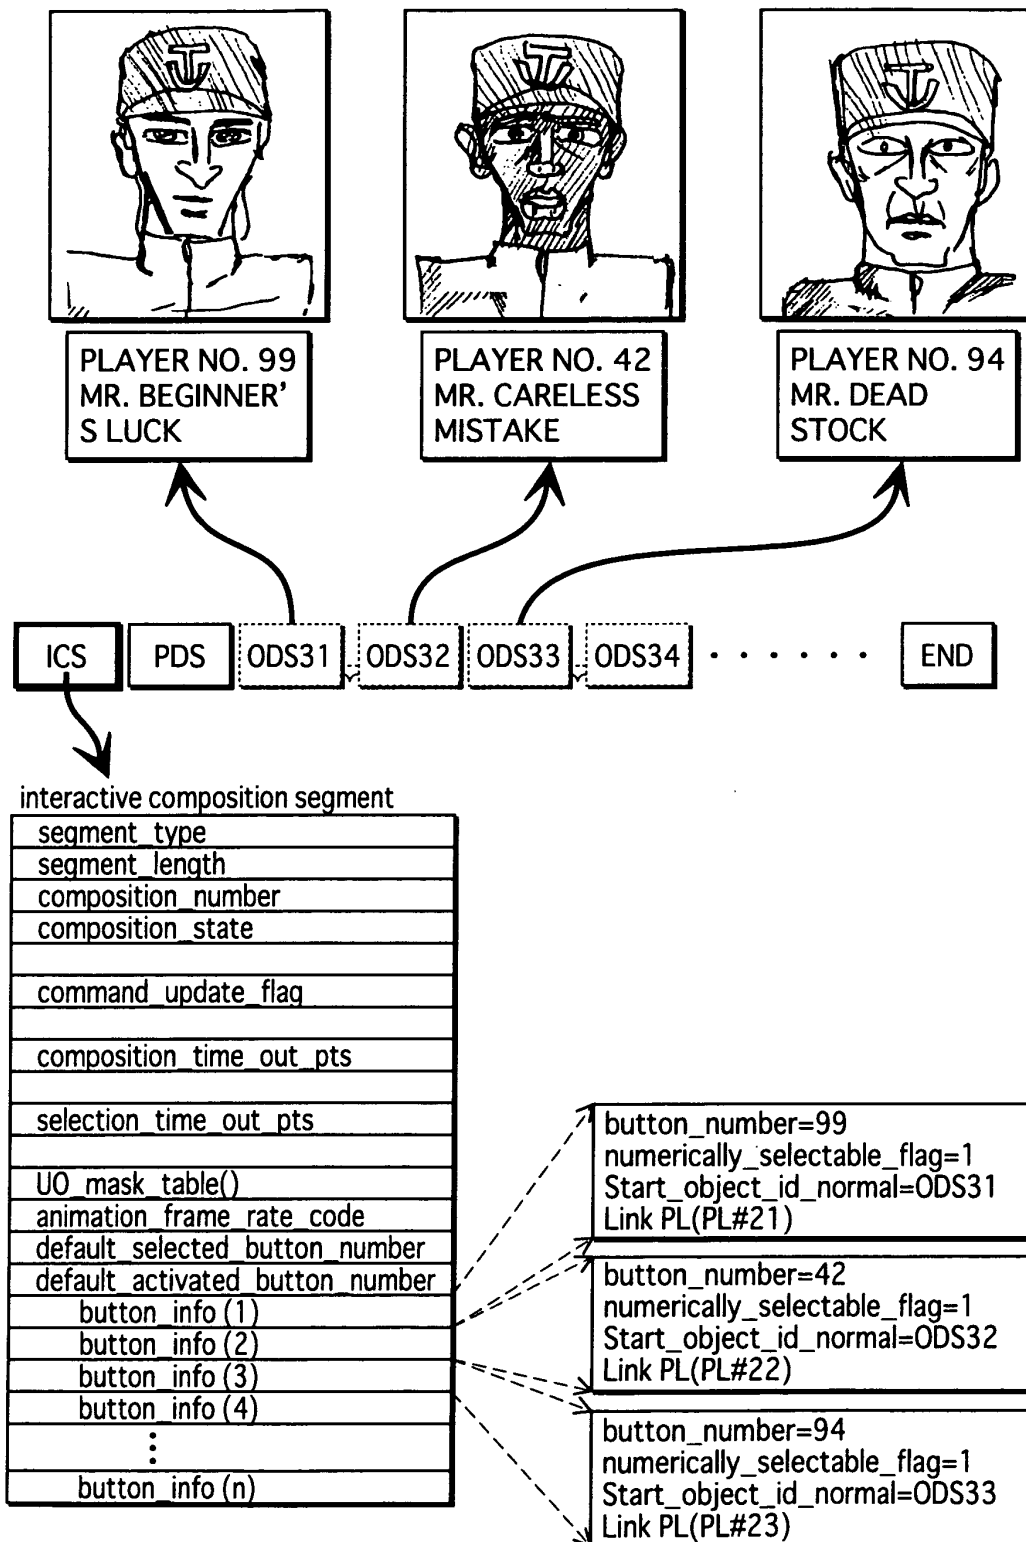 PLAYER NO. 99
MR. BEGINNER'
S LUCK
PLAYER NO. 42
MR. CARELESS
MISTAKE
PLAYER NO. 94
MR. DEAD
STOCK
ICS
PDS
ODS31
ODS32
ODS33
ODS34
END
interactive composition segment
segment_type
segment_length
composition_number
composition_state
command_update_flag
composition_time_out_pts
selection_time_out_pts
UO_mask_table()
animation_frame_rate_code
default_selected_button_number
default_activated_button_number
button_info (1)
button_info (2)
button_info (3)
button_info (4)
button_info (n)
button_number=99
numerically_selectable_flag=1
Start_object_id_normal=ODS31
Link PL(PL#21)
button_number=42
numerically_selectable_flag=1
Start_object_id_normal=ODS32
Link PL(PL#22)
button_number=94
numerically_selectable_flag=1
Start_object_id_normal=ODS33
Link PL(PL#23)